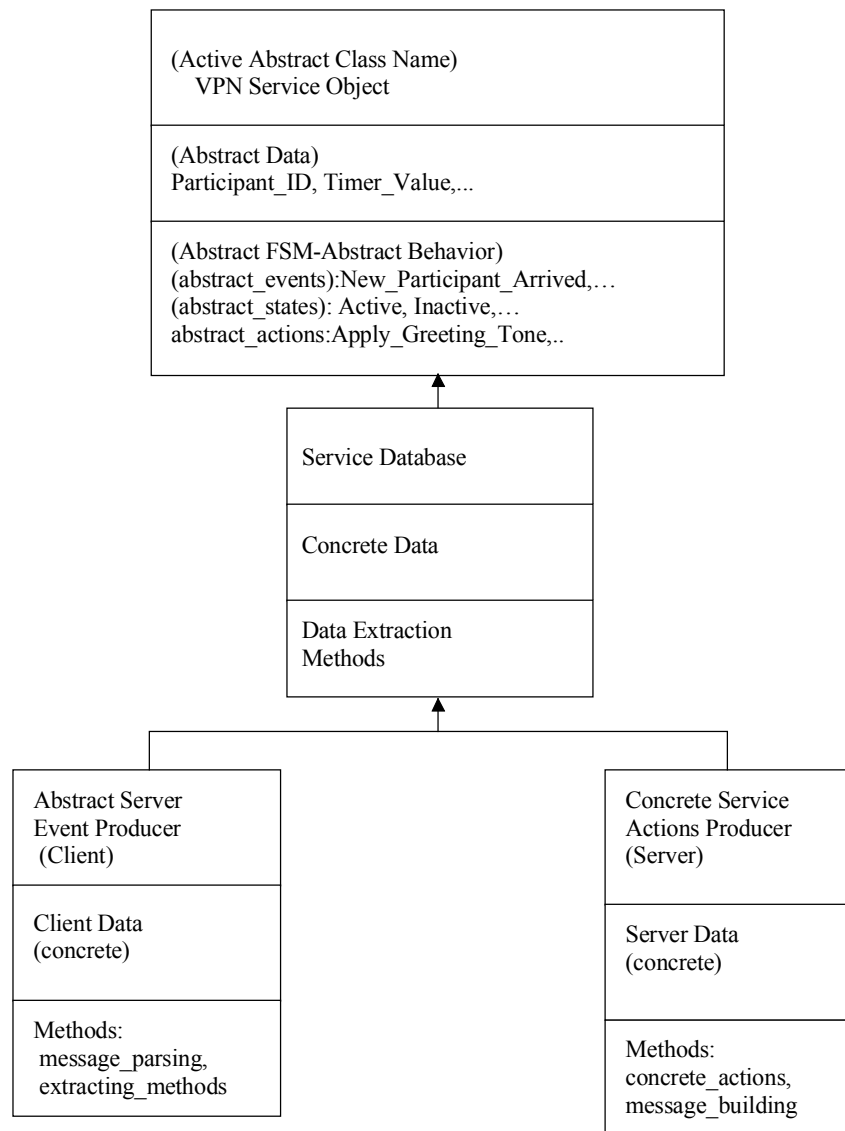 (Active Abstract Class Name)
VPN Service Object
(Abstract Data)
Participant_ID, Timer_Value,...
(Abstract FSM-Abstract Behavior)
(abstract_events):New_Participant_Arrived,…
(abstract_states): Active, Inactive,…
abstract_actions:Apply_Greeting_Tone,..
Service Database
Concrete Data
Data Extraction
Methods
Abstract Server
Event Producer
(Client)
Client Data
(concrete)
Methods:
message_parsing,
extracting_methods
Concrete Service
Actions Producer
(Server)
Server Data
(concrete)
Methods:
concrete_actions,
message_building